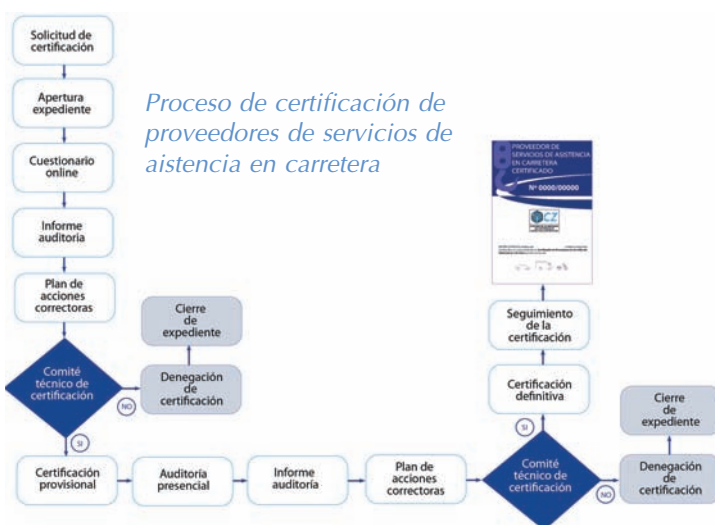 Solicitud de
certificación
Apertura
expediente
Cuestionario
online
Informe
auditoria
Plan de
acciones
correctoras
Comité
técnico de
certificación
NO
SI
Cierre
de
expediente
Denegación
de
certificación
Proceso de certificación de
proveedores de servicios de
aistencia en carretera
Certificación
provisional
Auditoría
presencial
Informe
auditoría
Plan de
acciones
correctoras
Comité
técnico de
certificación
SI
NO
Certificación
definitiva
Seguimiento
de la
certificación
PROVEEDOR DE
SERVICIOS DE ASISTENCIA
EN CARRETERA
CERTIFICADO
Nº 0000/00000
CZ
Cierre
de
expediente
Denegación
de
certificación